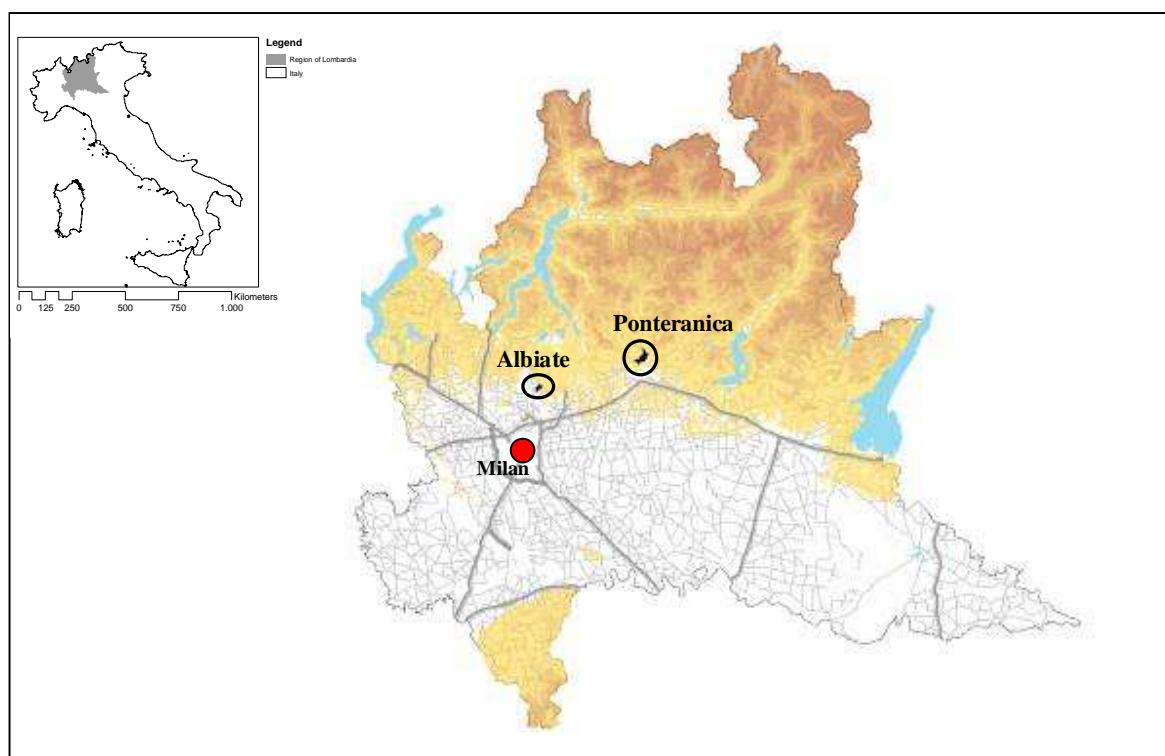 Legend
Region of Lombardia
Italy
Kilometers
0 125 250 500 750 1.000
Ponteranica
Albiate
Milan